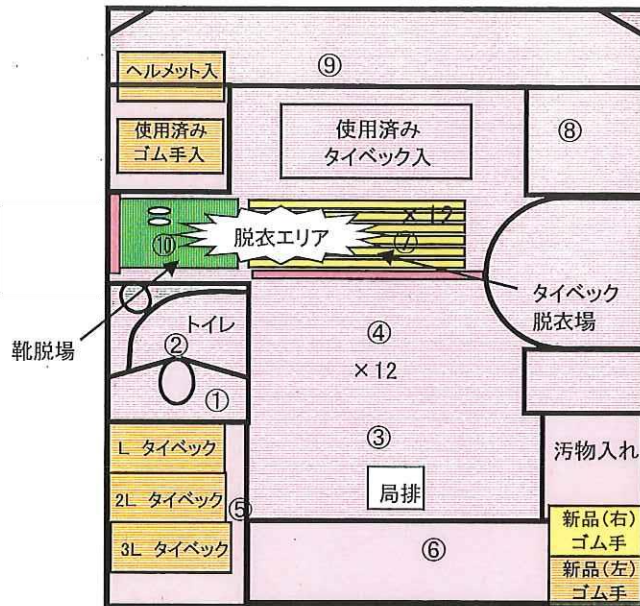 ヘルメット入
⑨
使用済み
ゴム手入
使用済み
タイベック入
⑧
×12
⑩
脱衣エリア
⑦
タイベック
脱衣場
靴脱場
トイレ
②
①
④
×12
③
局排
L タイベック
2L タイベック
3L タイベック
⑤
⑥
汚物入れ
新品(右)
ゴム手
新品(左)
ゴム手